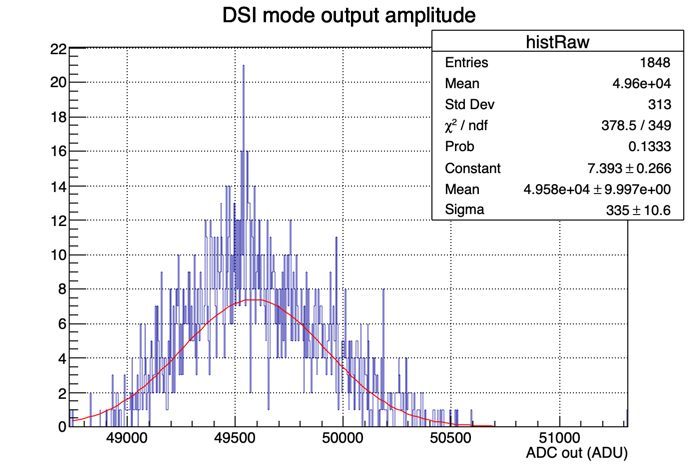 DSI mode output amplitude
histRaw
Entries 1848
Mean 4.96e+04
Std Dev 313
χ² / ndf 378.5 / 349
Prob 0.1333
Constant 7.393 ± 0.266
Mean 4.958e+04 ± 9.997e+00
Sigma 335 ± 10.6
22
20
18
16
14
12
10
8
6
4
2
0
49000 49500 50000 50500 51000
ADC out (ADU)